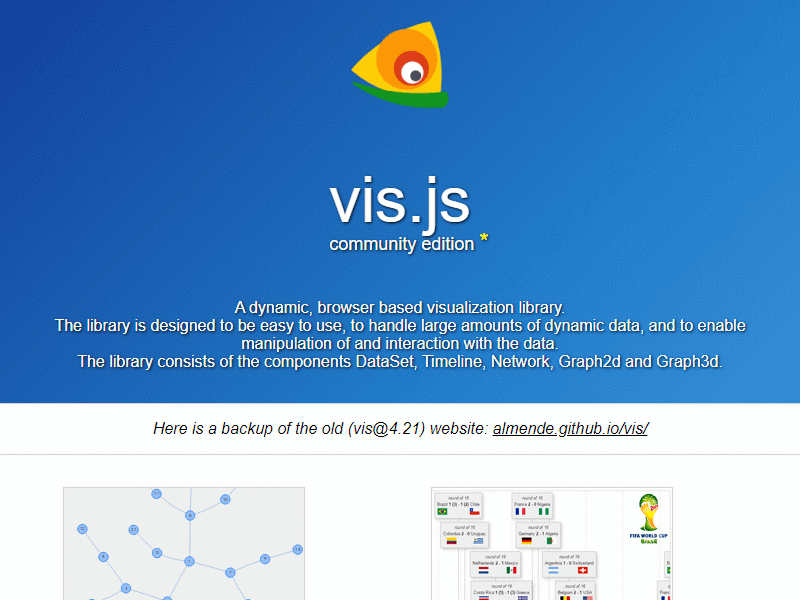 vis.js
community edition *
A dynamic, browser based visualization library.
The library is designed to be easy to use, to handle large amounts of dynamic data, and to enable
manipulation of and interaction with the data.
The library consists of the components DataSet, Timeline, Network, Graph2d and Graph3d.
Here is a backup of the old (vis@4.21) website: almende.github.io/vis/
round of 16
Brazil 1 (3) - 1 (2) Chile
round of 16
France 2 - 0 Nigeria
FIFA WORLD CUP
Brasil
round of 16
Colombia 2 - 0 Uruguay
round of 16
Germany 2 - 1 Algeria
round of 16
Netherlands 2 - 1 Mexico
round of 16
Argentina 1 - 0 Switzerland
round of 16
Costa Rica 1 (5) - 1 (3) Greece
round of 16
Belgium 2 - 1 USA